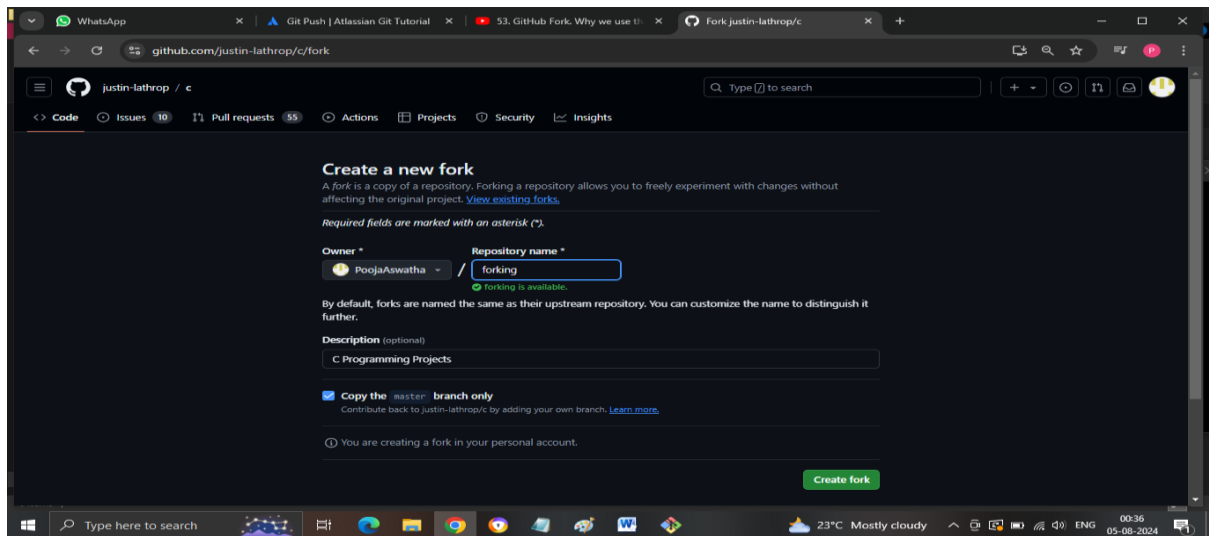 WhatsApp
Git Push | Atlassian Git Tutorial
53. GitHub Fork. Why we use th
Fork justin-lathrop/c
github.com/justin-lathrop/c/fork
P
justin-lathrop / c
Type / to search
Code
Issues 10
Pull requests 55
Actions
Projects
Security
Insights
Create a new fork
A fork is a copy of a repository. Forking a repository allows you to freely experiment with changes without
affecting the original project. View existing forks.
Required fields are marked with an asterisk (*).
Owner *
Repository name *
PoojaAswatha
/
forking
forking is available.
By default, forks are named the same as their upstream repository. You can customize the name to distinguish it
further.
Description (optional)
C Programming Projects
Copy the master branch only
Contribute back to justin-lathrop/c by adding your own branch. Learn more.
You are creating a fork in your personal account.
Create fork
Type here to search
23°C Mostly cloudy
ENG
00:36
05-08-2024